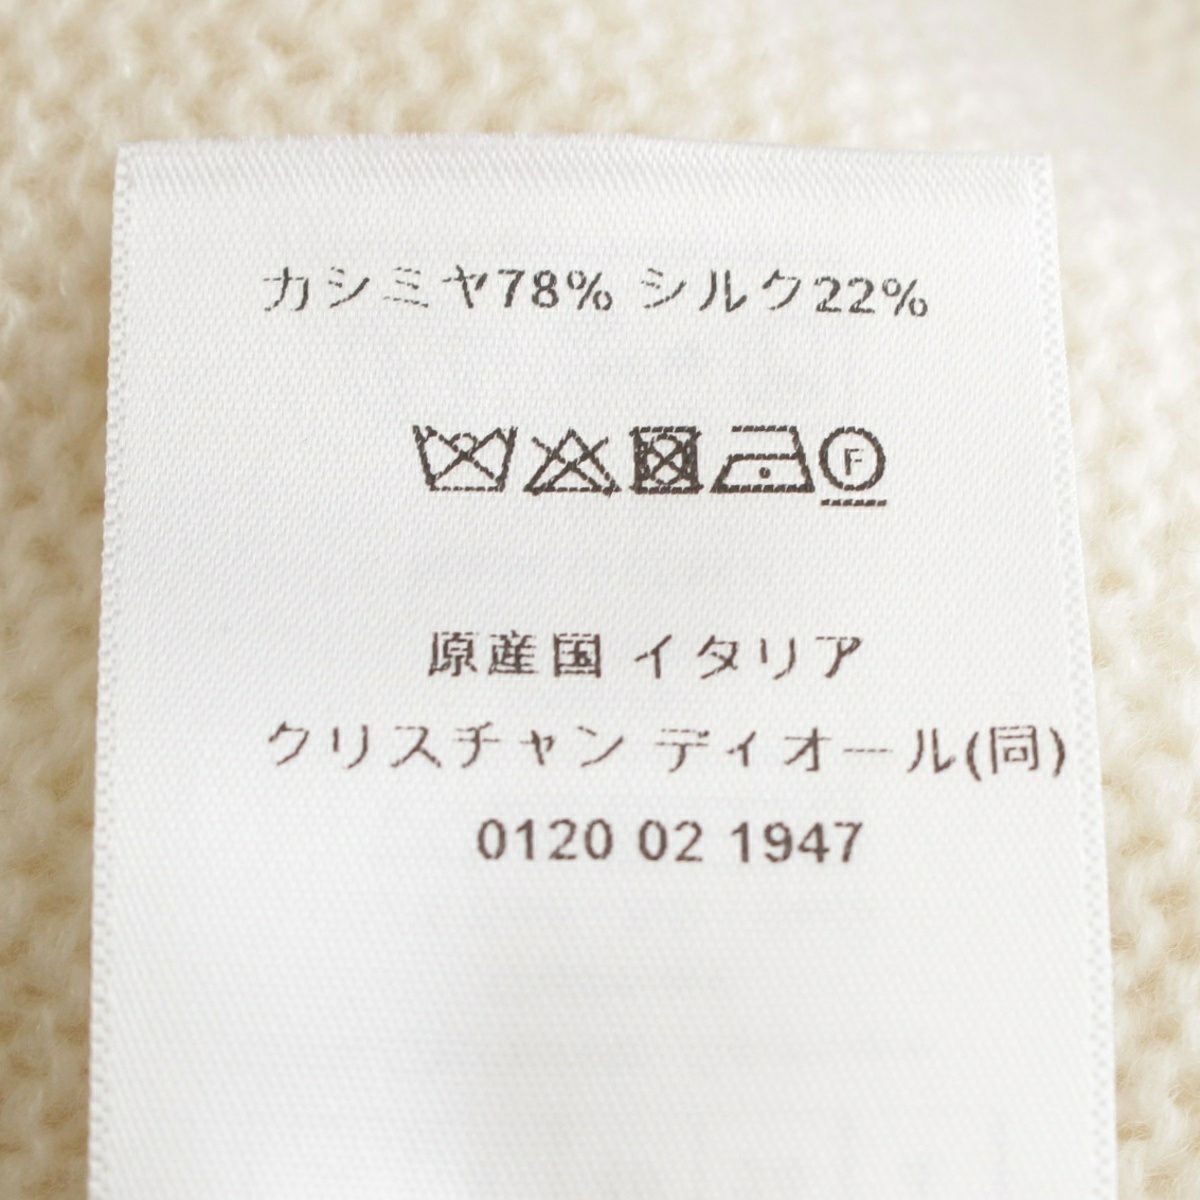 カシミヤ78% シルク22%
F
原産国 イタリア
クリスチャン ディオール(同)
0120 02 1947